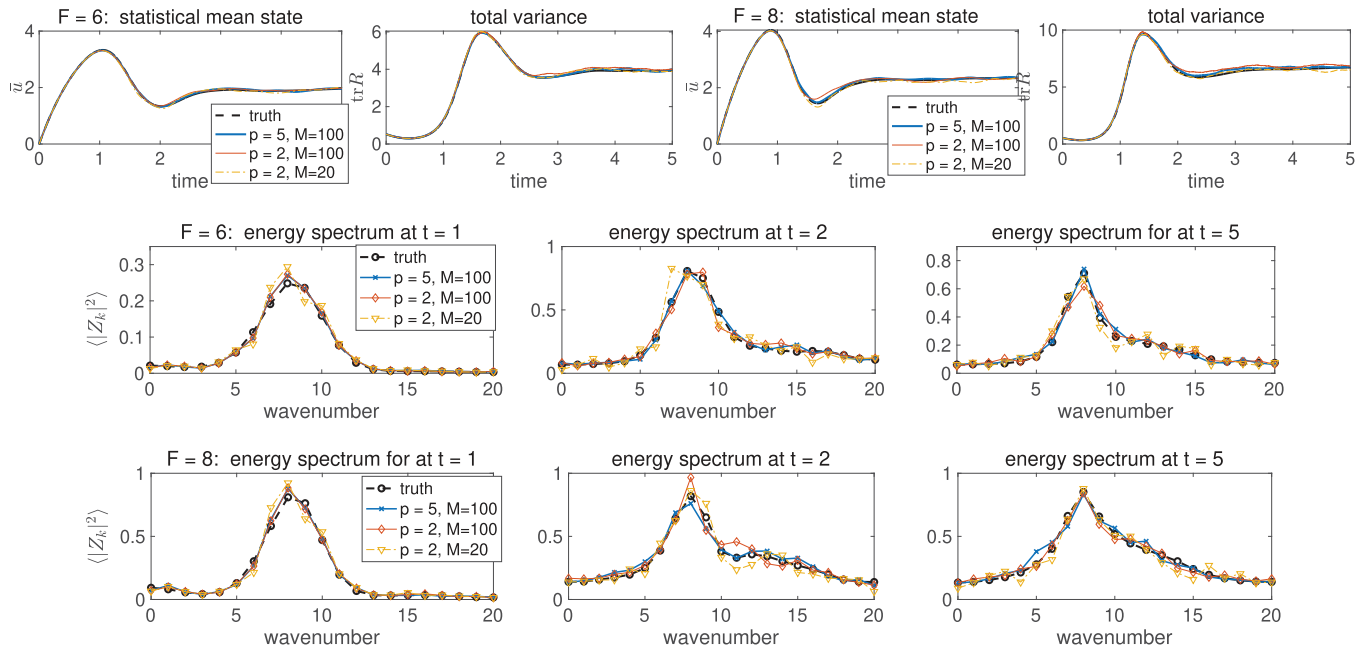 F = 6: statistical mean state
total variance
F = 8: statistical mean state
total variance
4
2
0
ū
0 1 2
time
truth
p = 5, M=100
p = 2, M=100
p = 2, M=20
6
4
2
0
trR
0 1 2 3 4 5
time
4
2
0
ū
0 1 2
time
truth
p = 5, M=100
p = 2, M=100
p = 2, M=20
10
5
0
trR
0 1 2 3 4 5
time
F = 6: energy spectrum at t = 1
0.3
0.2
0.1
0
⟨|Z_k|²⟩
0 5 10 15 20
wavenumber
truth
p = 5, M=100
p = 2, M=100
p = 2, M=20
energy spectrum at t = 2
1
0.5
0
0 5 10 15 20
wavenumber
energy spectrum for at t = 5
0.8
0.6
0.4
0.2
0
0 5 10 15 20
wavenumber
F = 8: energy spectrum for at t = 1
1
0.5
0
⟨|Z_k|²⟩
0 5 10 15 20
wavenumber
truth
p = 5, M=100
p = 2, M=100
p = 2, M=20
energy spectrum at t = 2
1
0.5
0
0 5 10 15 20
wavenumber
energy spectrum at t = 5
1
0.5
0
0 5 10 15 20
wavenumber